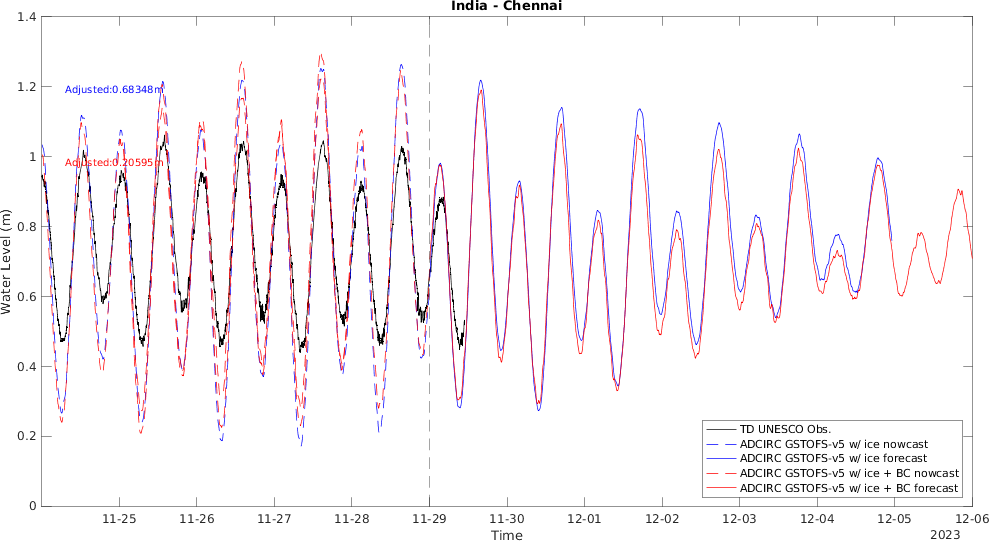 India - Chennai
Water Level (m)
1.4
1.2
1
0.8
0.6
0.4
0.2
0
Adjusted:0.68348m
Adjusted:0.20595m
TD UNESCO Obs.
ADCIRC GSTOFS-v5 w/ ice nowcast
ADCIRC GSTOFS-v5 w/ ice forecast
ADCIRC GSTOFS-v5 w/ ice + BC nowcast
ADCIRC GSTOFS-v5 w/ ice + BC forecast
11-25 11-26 11-27 11-28 11-29 11-30 12-01 12-02 12-03 12-04 12-05 12-06
Time
2023